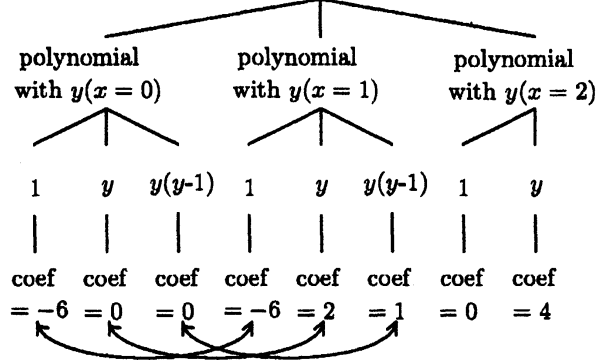 polynomial polynomial polynomial
with y(x = 0) with y(x = 1) with y(x = 2)
1 y y(y-1) 1 y y(y-1) 1 y
coef coef coef coef coef coef coef coef
= −6 = 0 = 0 = −6 = 2 = 1 = 0 = 4